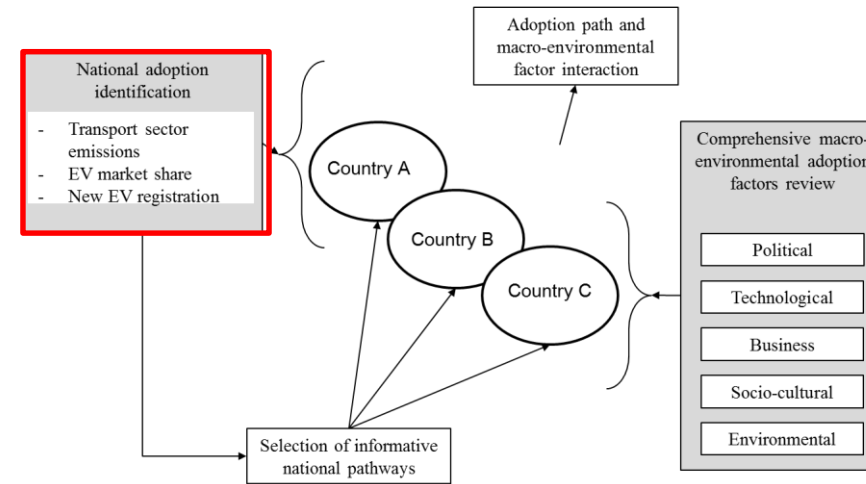 National adoption
identification
- Transport sector
emissions
- EV market share
- New EV registration
Adoption path and
macro-environmental
factor interaction
Country A
Country B
Country C
Comprehensive macro-
environmental adoption
factors review
Political
Technological
Business
Socio-cultural
Environmental
Selection of informative
national pathways